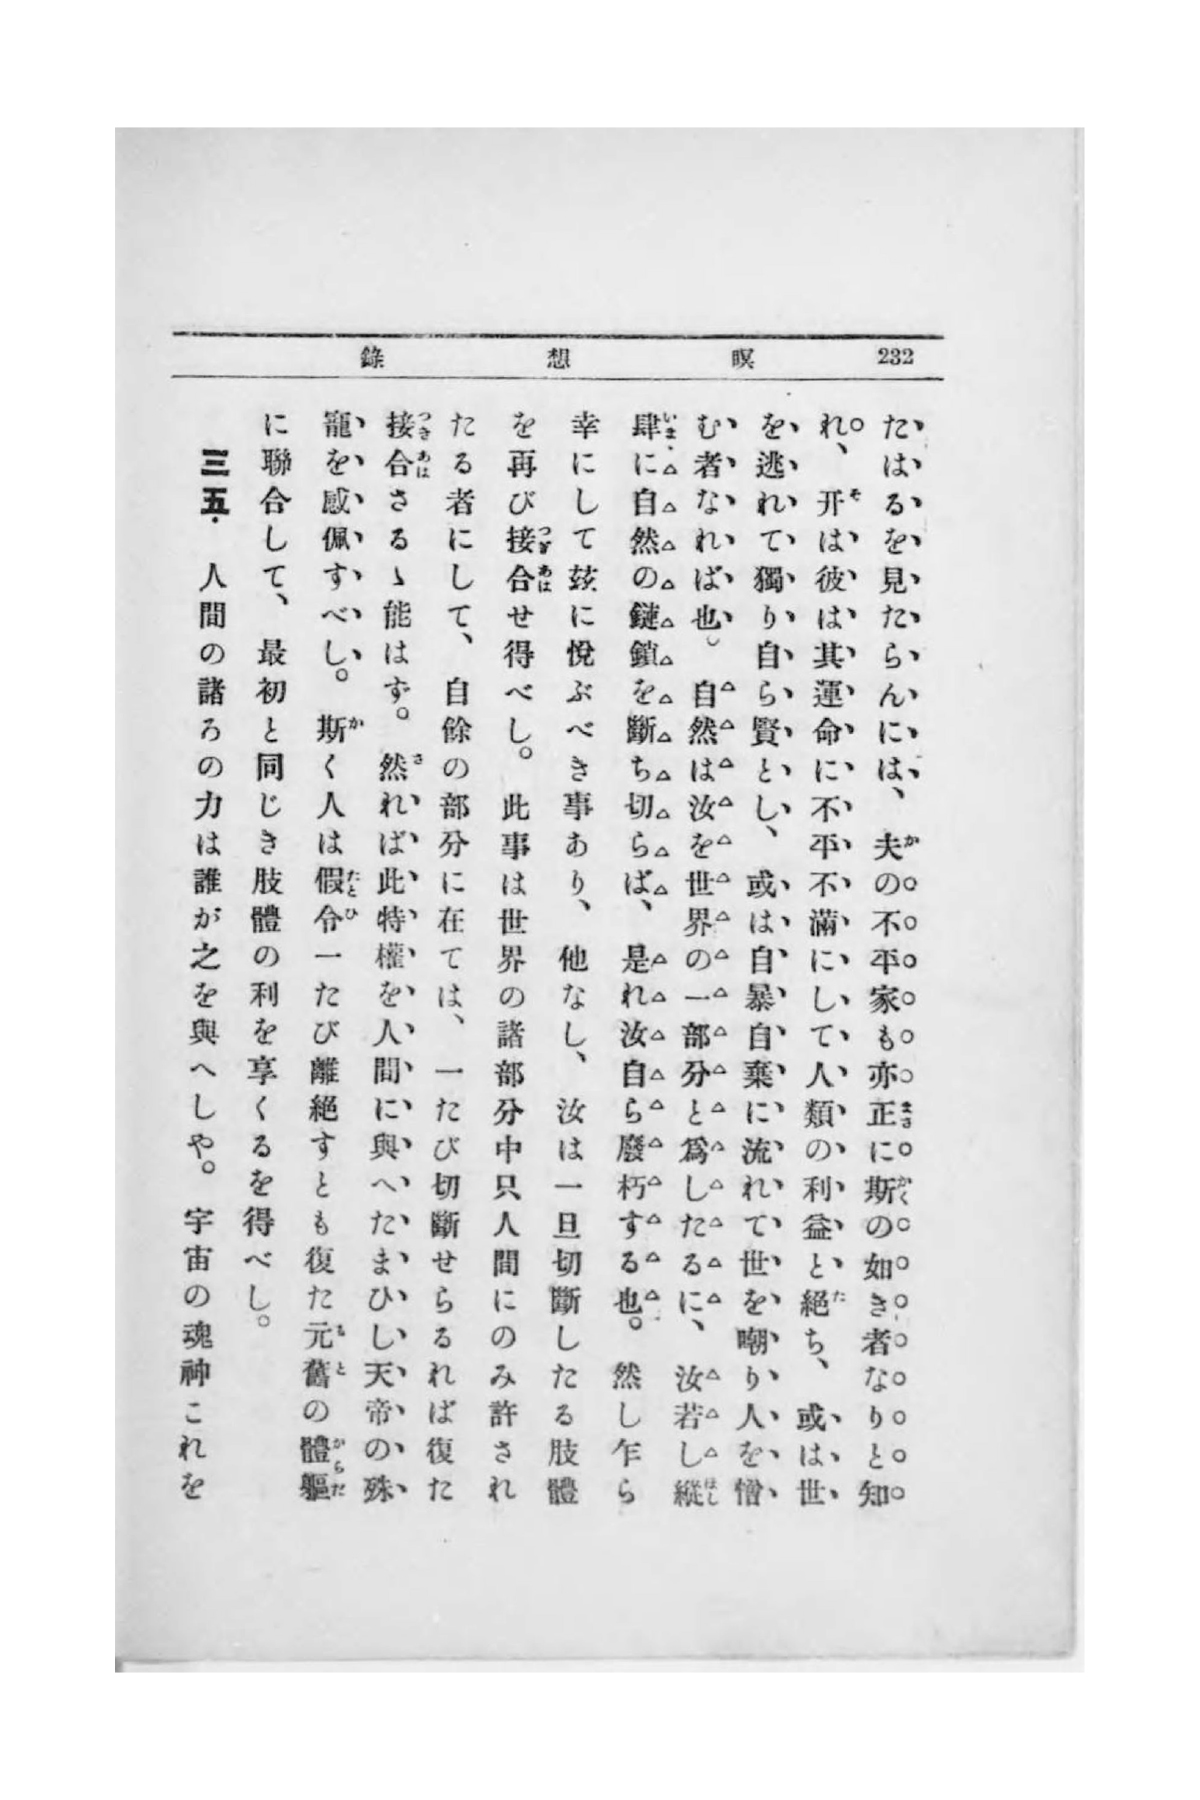 232 瞑想錄
たはるを見たらんには、夫の不平家も亦正に斯の如き者なりと知
れ、开は彼は其運命に不平不滿にして人類の利益と絕ち、或は世
を逃れて獨り自ら賢とし、或は自暴自棄に流れて世を嘲り人を憎
む者なれば也。自然は汝を世界の一部分と爲したるに、汝若し縱
肆に自然の鏈鎖を斷ち切らば、是れ汝自ら廢朽する也。然し乍ら
幸にして玆に悅ぶべき事あり、他なし、汝は一旦切斷したる肢體
を再び接合せ得べし。此事は世界の諸部分中只人間にのみ許され
たる者にして、自餘の部分に在ては、一たび切斷せらるれば復た
接合さるゝ能はず。然れば此特權を人間に與へたまひし天帝の殊
寵を感佩すべし。斯く人は假令一たび離絕すとも復た元舊の體軀
に聯合して、最初と同じき肢體の利を享くるを得べし。
三五. 人間の諸ろの力は誰が之を與へしや。宇宙の魂神これを